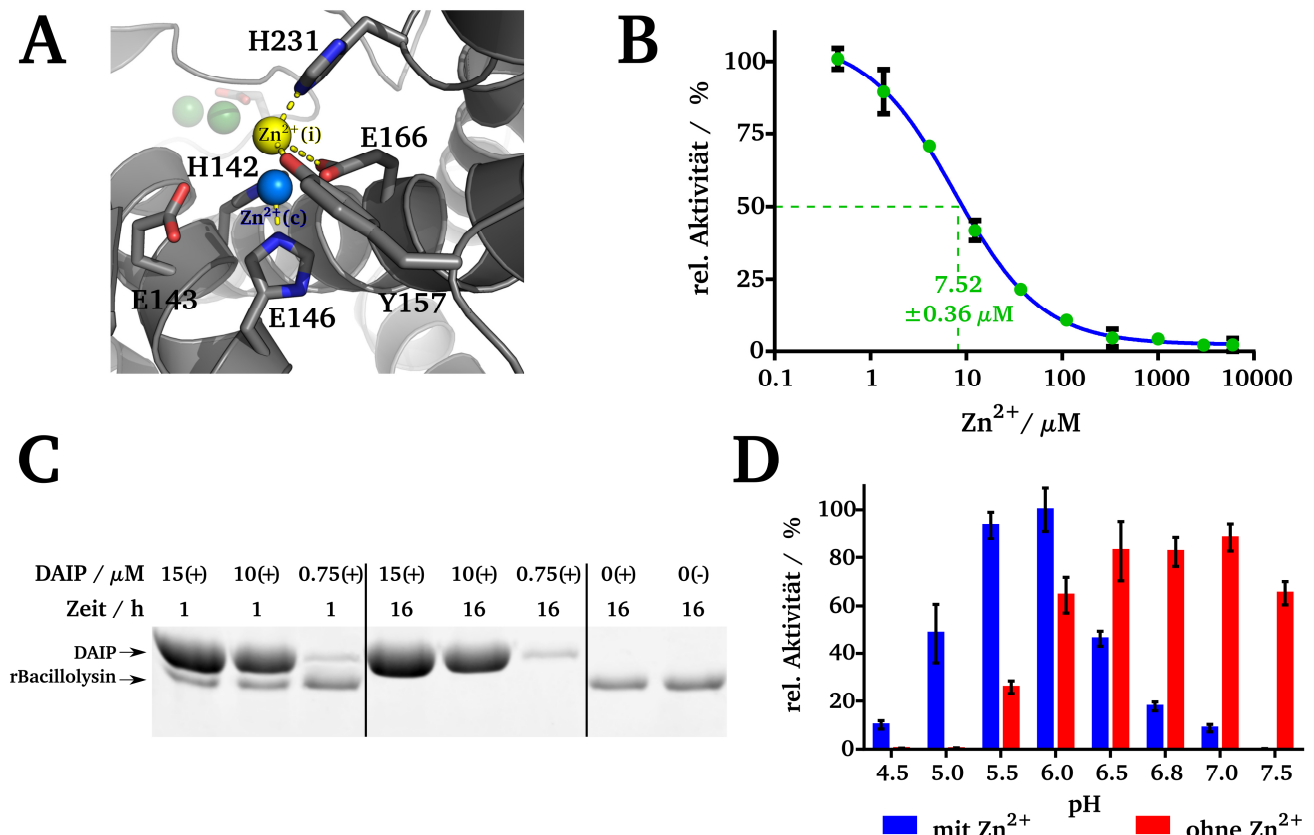 A
H231
Zn²⁺(i)
E166
H142
Zn²⁺(c)
E143
E146
Y157
B
rel. Aktivität / %
100
75
50
25
0
7.52
±0.36 µM
0.1 1 10 100 1000 10000
Zn²⁺/ µM
C
DAIP / µM 15(+) 10(+) 0.75(+) 15(+) 10(+) 0.75(+) 0(+) 0(-)
Zeit / h 1 1 1 16 16 16 16 16
DAIP
rBacillolysin
D
rel. Aktivität / %
100
80
60
40
20
0
4.5 5.0 5.5 6.0 6.5 6.8 7.0 7.5
pH
mit Zn²⁺ ohne Zn²⁺